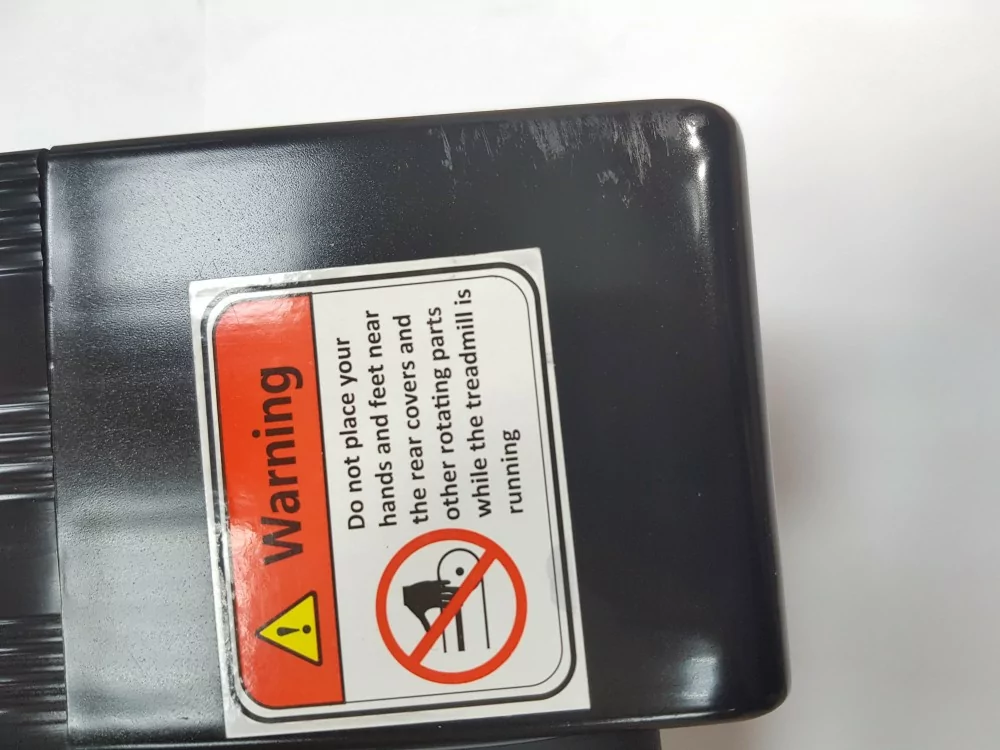 Warning
Do not place your
hands and feet near
the rear covers and
other rotating parts
while the treadmill is
running